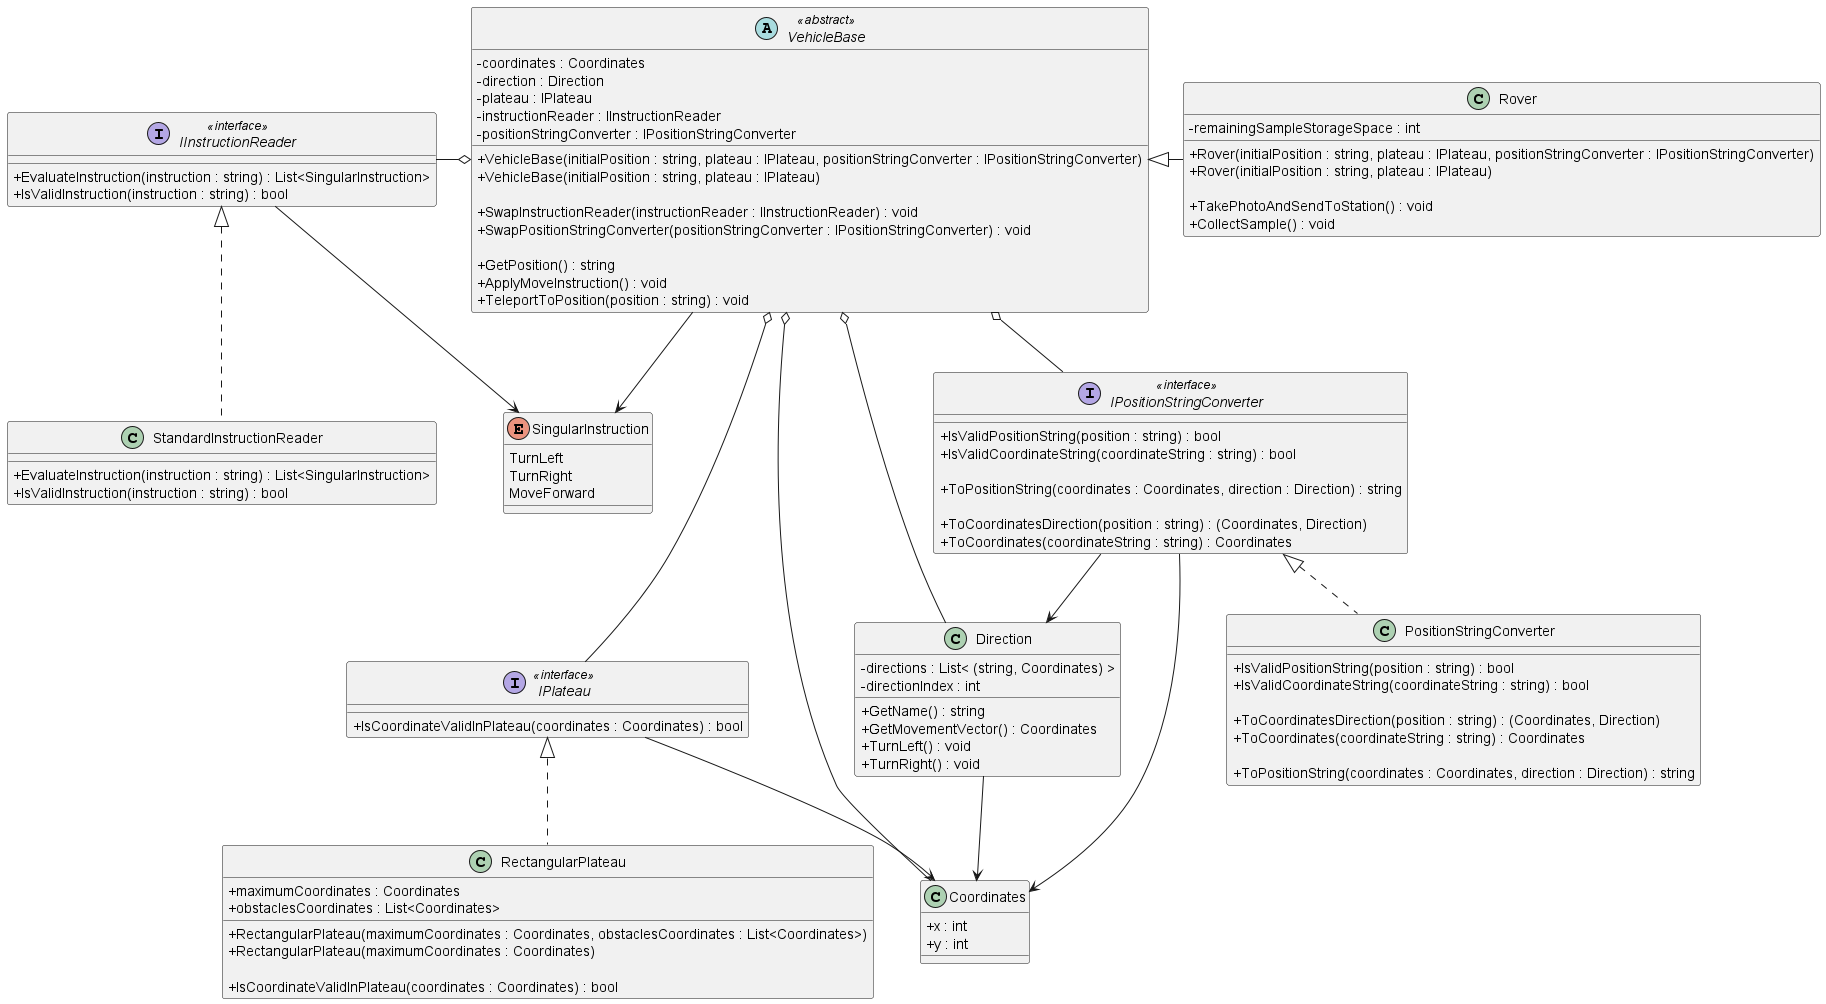 «abstract»
A
VehicleBase
-coordinates : Coordinates
-direction : Direction
-plateau : IPlateau
-instructionReader : IInstructionReader
-positionStringConverter : IPositionStringConverter
+VehicleBase(initialPosition : string, plateau : IPlateau, positionStringConverter : IPositionStringConverter)
+VehicleBase(initialPosition : string, plateau : IPlateau)
+SwapInstructionReader(instructionReader : IInstructionReader) : void
+SwapPositionStringConverter(positionStringConverter : IPositionStringConverter) : void
+GetPosition() : string
+ApplyMoveInstruction() : void
+TeleportToPosition(position : string) : void
C Rover
-remainingSampleStorageSpace : int
+Rover(initialPosition : string, plateau : IPlateau, positionStringConverter : IPositionStringConverter)
+Rover(initialPosition : string, plateau : IPlateau)
+TakePhotoAndSendToStation() : void
+CollectSample() : void
«interface»
I
IInstructionReader
+EvaluateInstruction(instruction : string) : List<SingularInstruction>
+IsValidInstruction(instruction : string) : bool
C StandardInstructionReader
+EvaluateInstruction(instruction : string) : List<SingularInstruction>
+IsValidInstruction(instruction : string) : bool
E SingularInstruction
TurnLeft
TurnRight
MoveForward
«interface»
I
IPositionStringConverter
+IsValidPositionString(position : string) : bool
+IsValidCoordinateString(coordinateString : string) : bool
+ToPositionString(coordinates : Coordinates, direction : Direction) : string
+ToCoordinatesDirection(position : string) : (Coordinates, Direction)
+ToCoordinates(coordinateString : string) : Coordinates
C Direction
-directions : List< (string, Coordinates) >
-directionIndex : int
+GetName() : string
+GetMovementVector() : Coordinates
+TurnLeft() : void
+TurnRight() : void
C PositionStringConverter
+IsValidPositionString(position : string) : bool
+IsValidCoordinateString(coordinateString : string) : bool
+ToCoordinatesDirection(position : string) : (Coordinates, Direction)
+ToCoordinates(coordinateString : string) : Coordinates
+ToPositionString(coordinates : Coordinates, direction : Direction) : string
«interface»
I
IPlateau
+IsCoordinateValidInPlateau(coordinates : Coordinates) : bool
C RectangularPlateau
+maximumCoordinates : Coordinates
+obstaclesCoordinates : List<Coordinates>
+RectangularPlateau(maximumCoordinates : Coordinates, obstaclesCoordinates : List<Coordinates>)
+RectangularPlateau(maximumCoordinates : Coordinates)
+IsCoordinateValidInPlateau(coordinates : Coordinates) : bool
C Coordinates
+x : int
+y : int